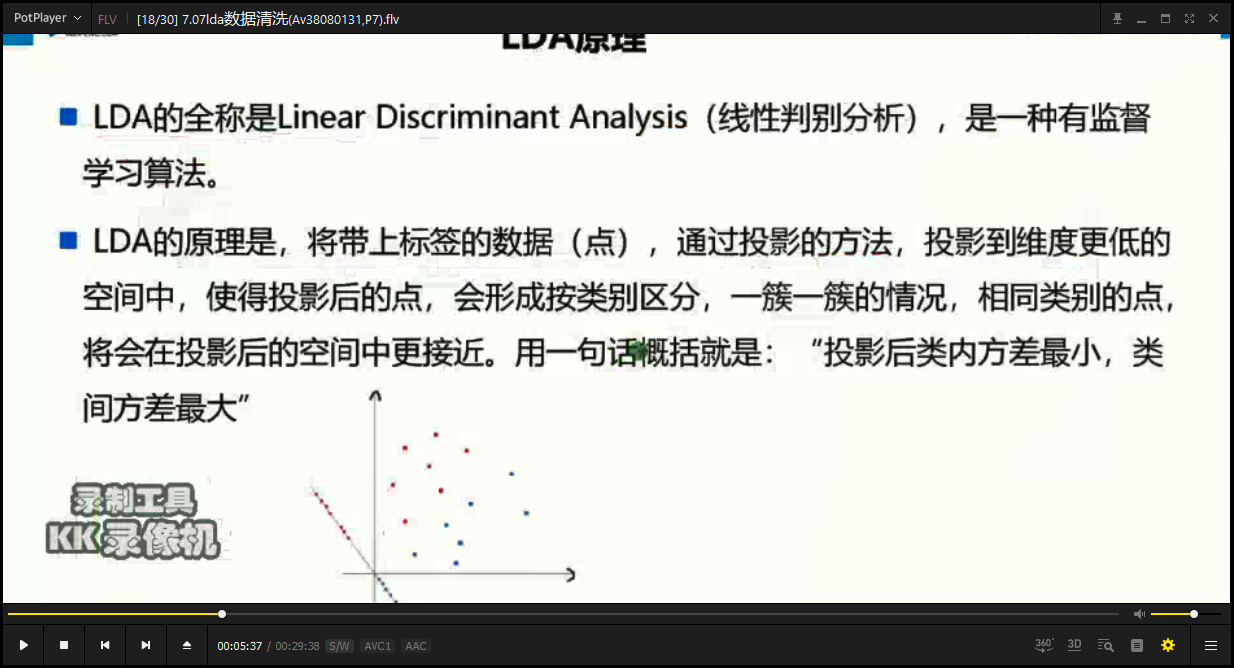 PotPlayer
FLV
[18/30] 7.07lda数据清洗(Av38080131,P7).flv
LDA原理
LDA的全称是Linear Discriminant Analysis（线性判别分析），是一种有监督
学习算法。
LDA的原理是，将带上标签的数据（点），通过投影的方法，投影到维度更低的
空间中，使得投影后的点，会形成按类别区分，一簇一簇的情况，相同类别的点，
将会在投影后的空间中更接近。用一句话概括就是：“投影后类内方差最小，类
间方差最大”
录制工具
KK录像机
00:05:37 / 00:29:38 S/W AVC1 AAC
360° 3D